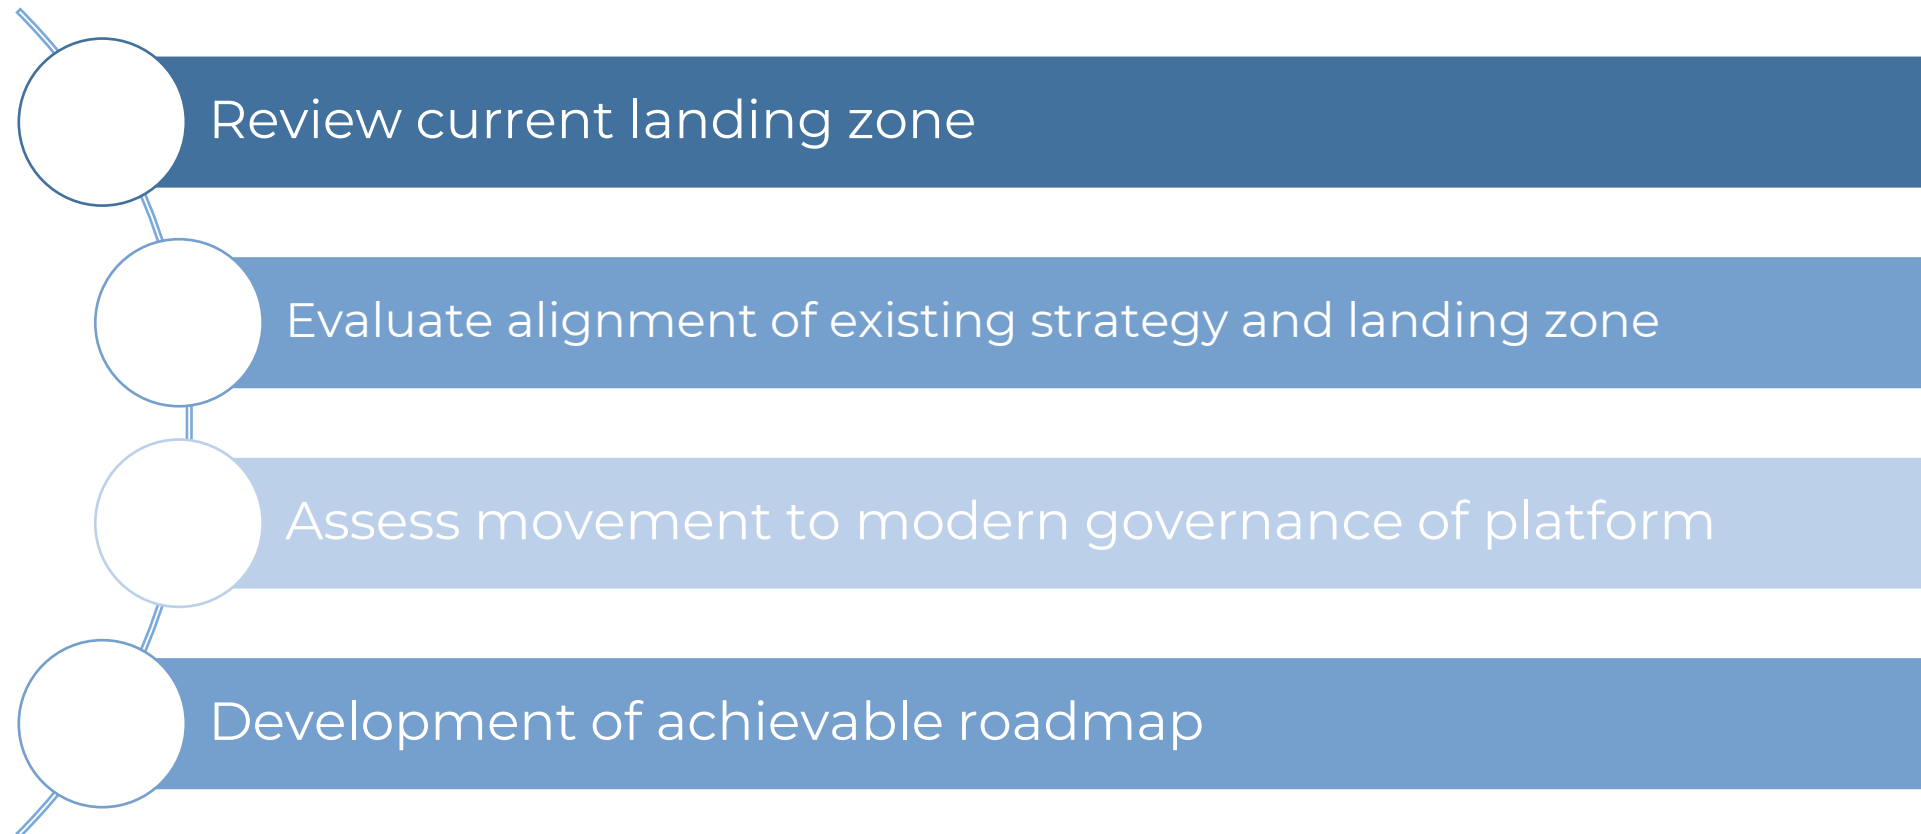 Review current landing zone
Evaluate alignment of existing strategy and landing zone
Assess movement to modern governance of platform
Development of achievable roadmap